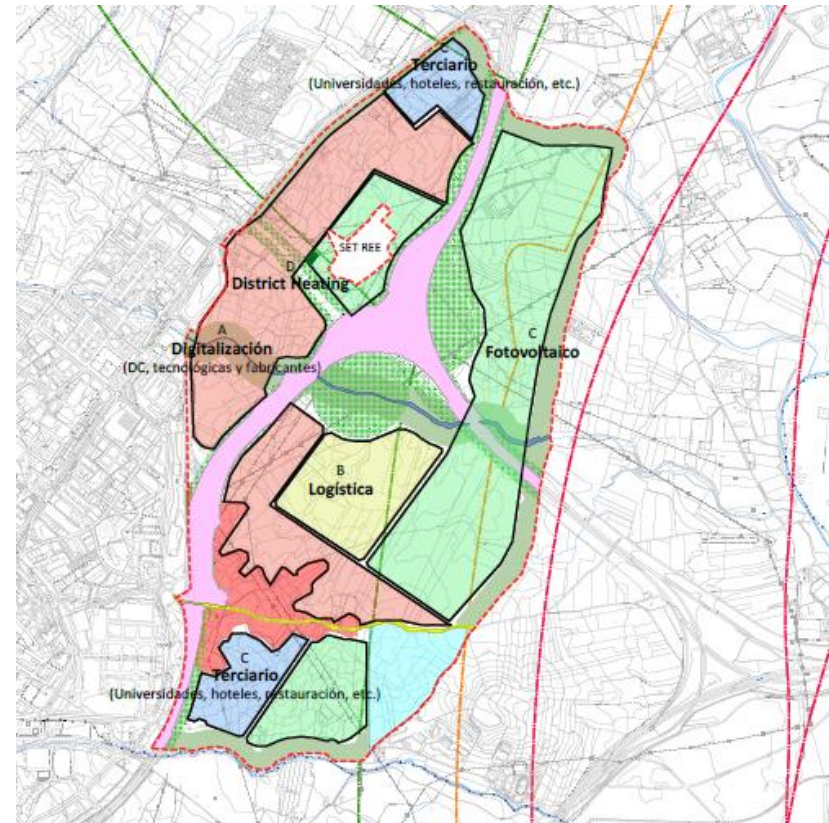 C
Terciario
(Universidades, hoteles, restauración, etc.)
SET REE
D
District Heating
A
Digitalización
(DC, tecnológicas y fabricantes)
C
Fotovoltaico
B
Logística
C
Terciario
(Universidades, hoteles, restauración, etc.)